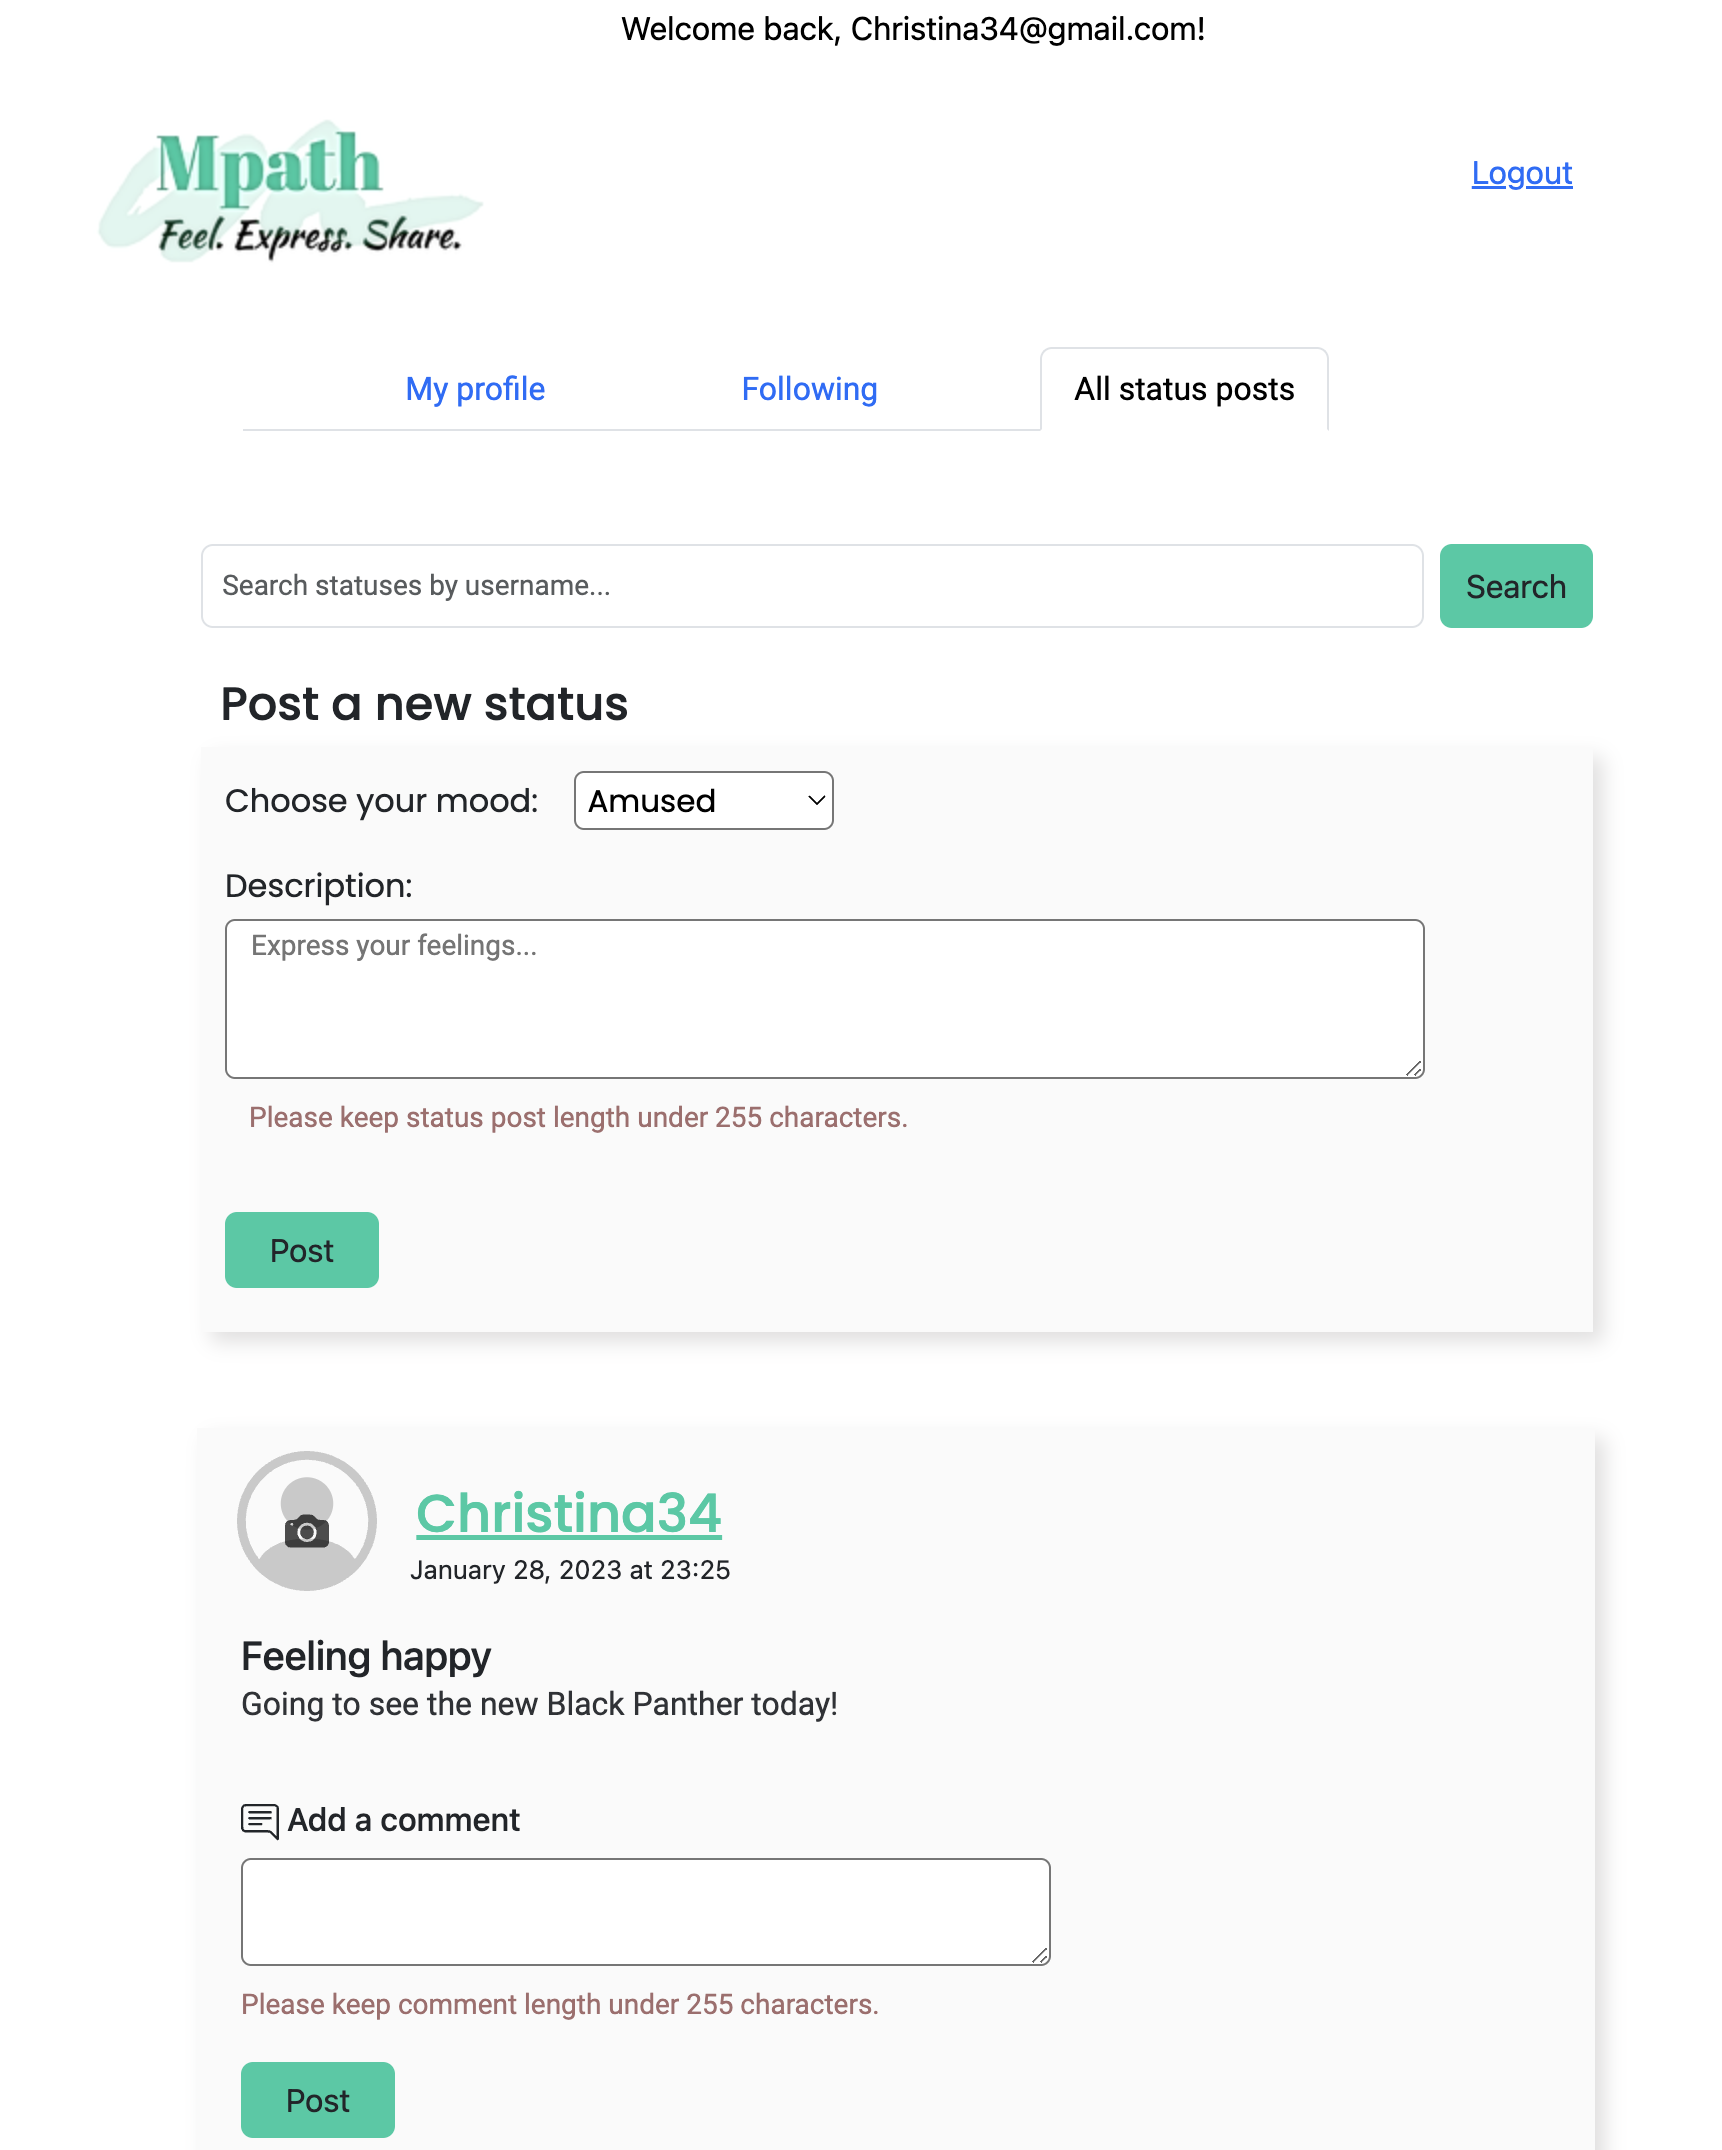 Welcome back, Christina34@gmail.com!
Mpath
Feel. Express. Share.
Logout
My profile
Following
All status posts
Search statuses by username...
Search
Post a new status
Choose your mood: Amused
Description:
Express your feelings...
Please keep status post length under 255 characters.
Post
Christina34
January 28, 2023 at 23:25
Feeling happy
Going to see the new Black Panther today!
Add a comment
Please keep comment length under 255 characters.
Post